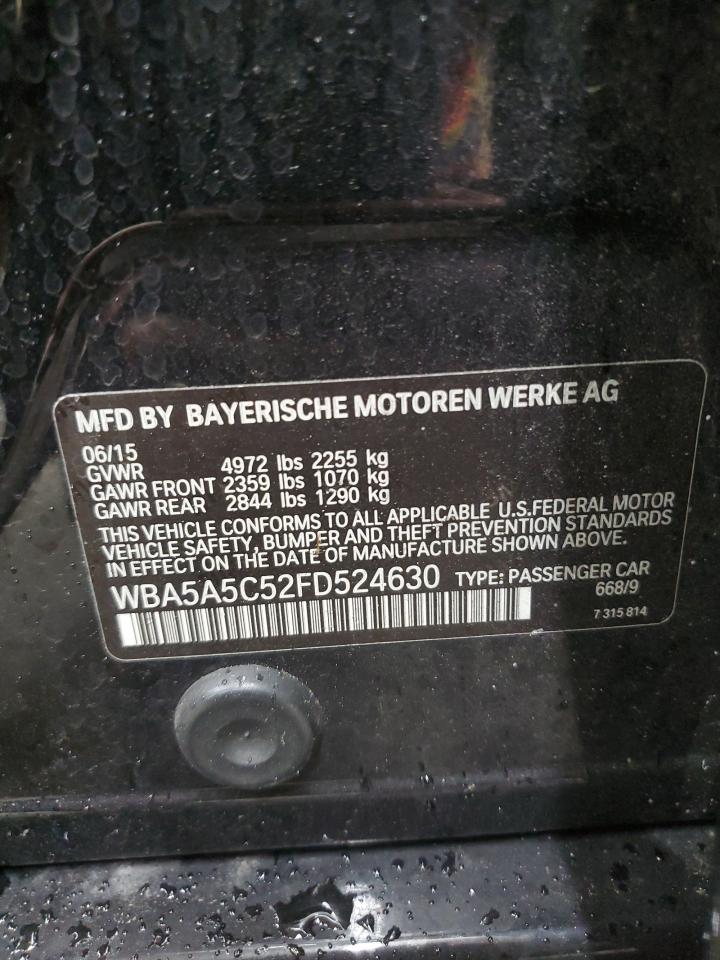 MFD BY BAYERISCHE MOTOREN WERKE AG
06/15
GVWR 4972 lbs 2255 kg
GAWR FRONT 2359 lbs 1070 kg
GAWR REAR 2844 lbs 1290 kg
THIS VEHICLE CONFORMS TO ALL APPLICABLE U.S.FEDERAL MOTOR
VEHICLE SAFETY, BUMPER AND THEFT PREVENTION STANDARDS
IN EFFECT ON THE DATE OF MANUFACTURE SHOWN ABOVE.
WBA5A5C52FD524630 TYPE: PASSENGER CAR
668/9
7 315 814